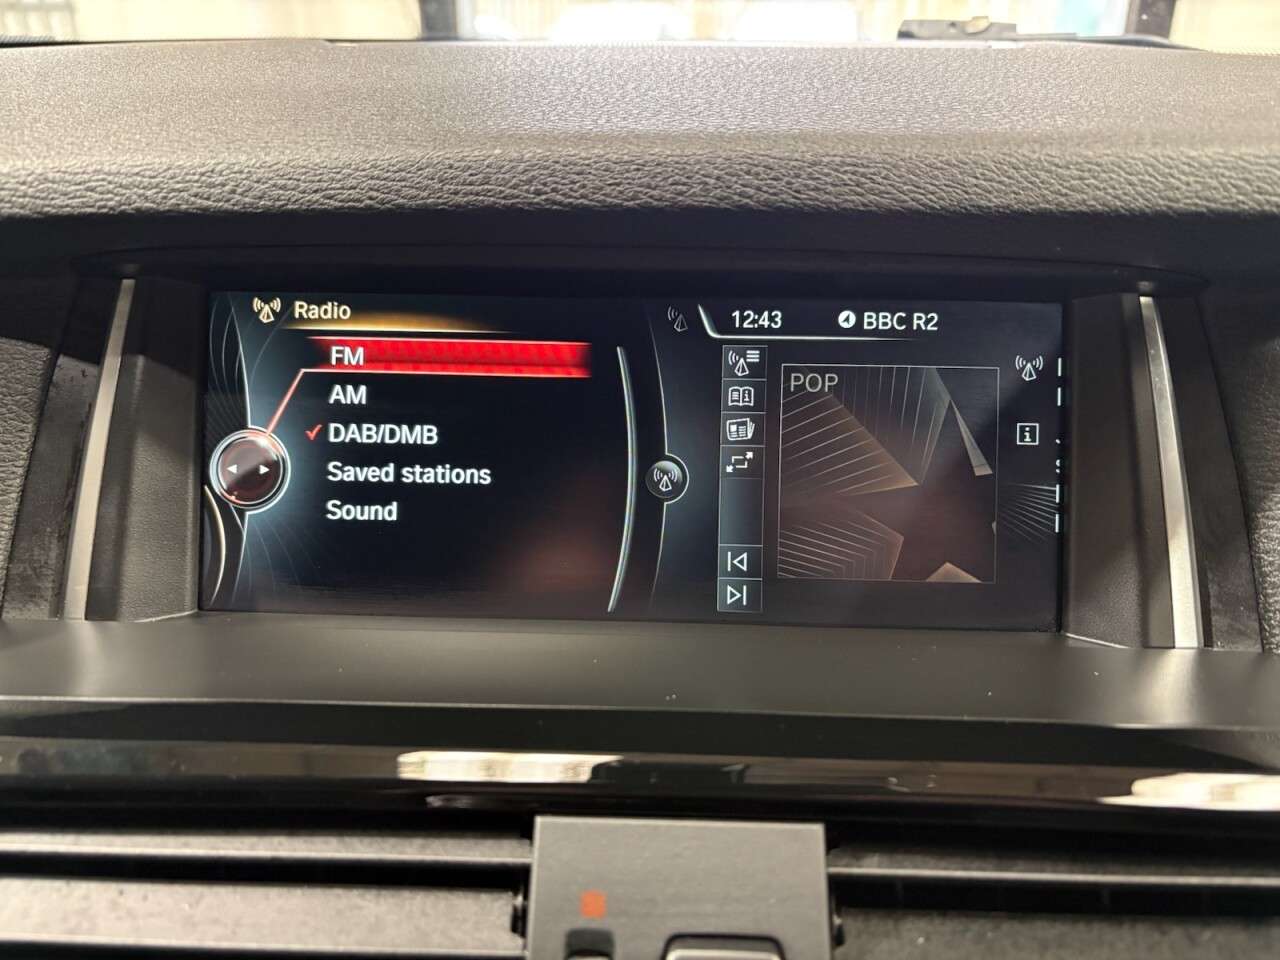 Radio
FM
AM
DAB/DMB
Saved stations
Sound
12:43
BBC R2
POP